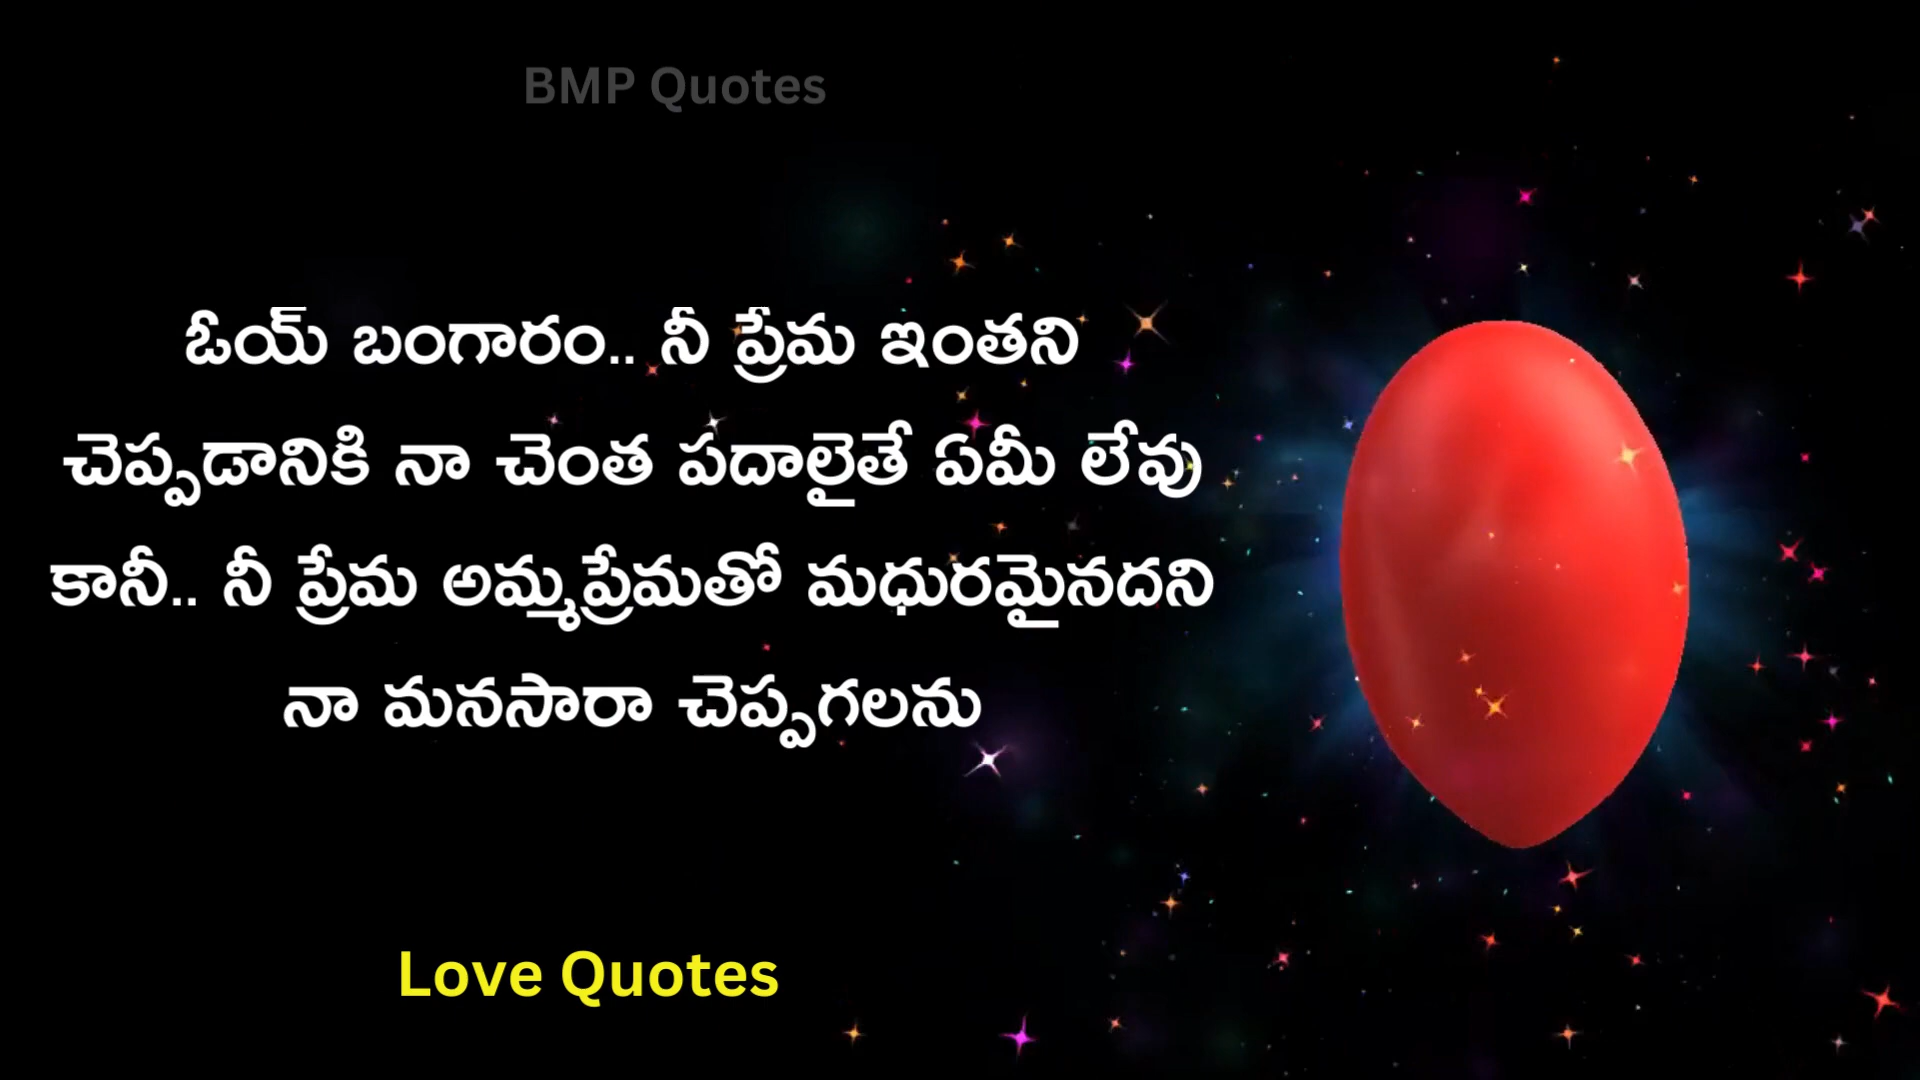 BMP Quotes
ఓయ్ బంగారం.. నీ ప్రేమ ఇంతని
చెప్పడానికి నా చెంత పదాలైతే ఏమీ లేవు
కానీ.. నీ ప్రేమ అమ్మప్రేమతో మధురమైనదని
నా మనసారా చెప్పగలను
Love Quotes